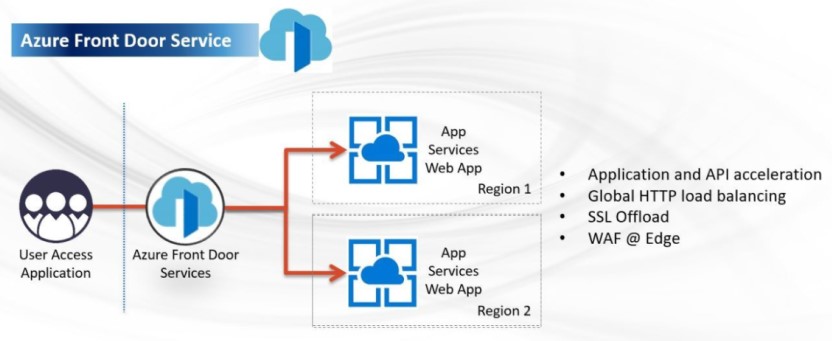 Azure Front Door Service
User Access
Application
Azure Front Door
Services
App
Services
Web App
Region 1
App
Services
Web App
Region 2
• Application and API acceleration
• Global HTTP load balancing
• SSL Offload
• WAF @ Edge